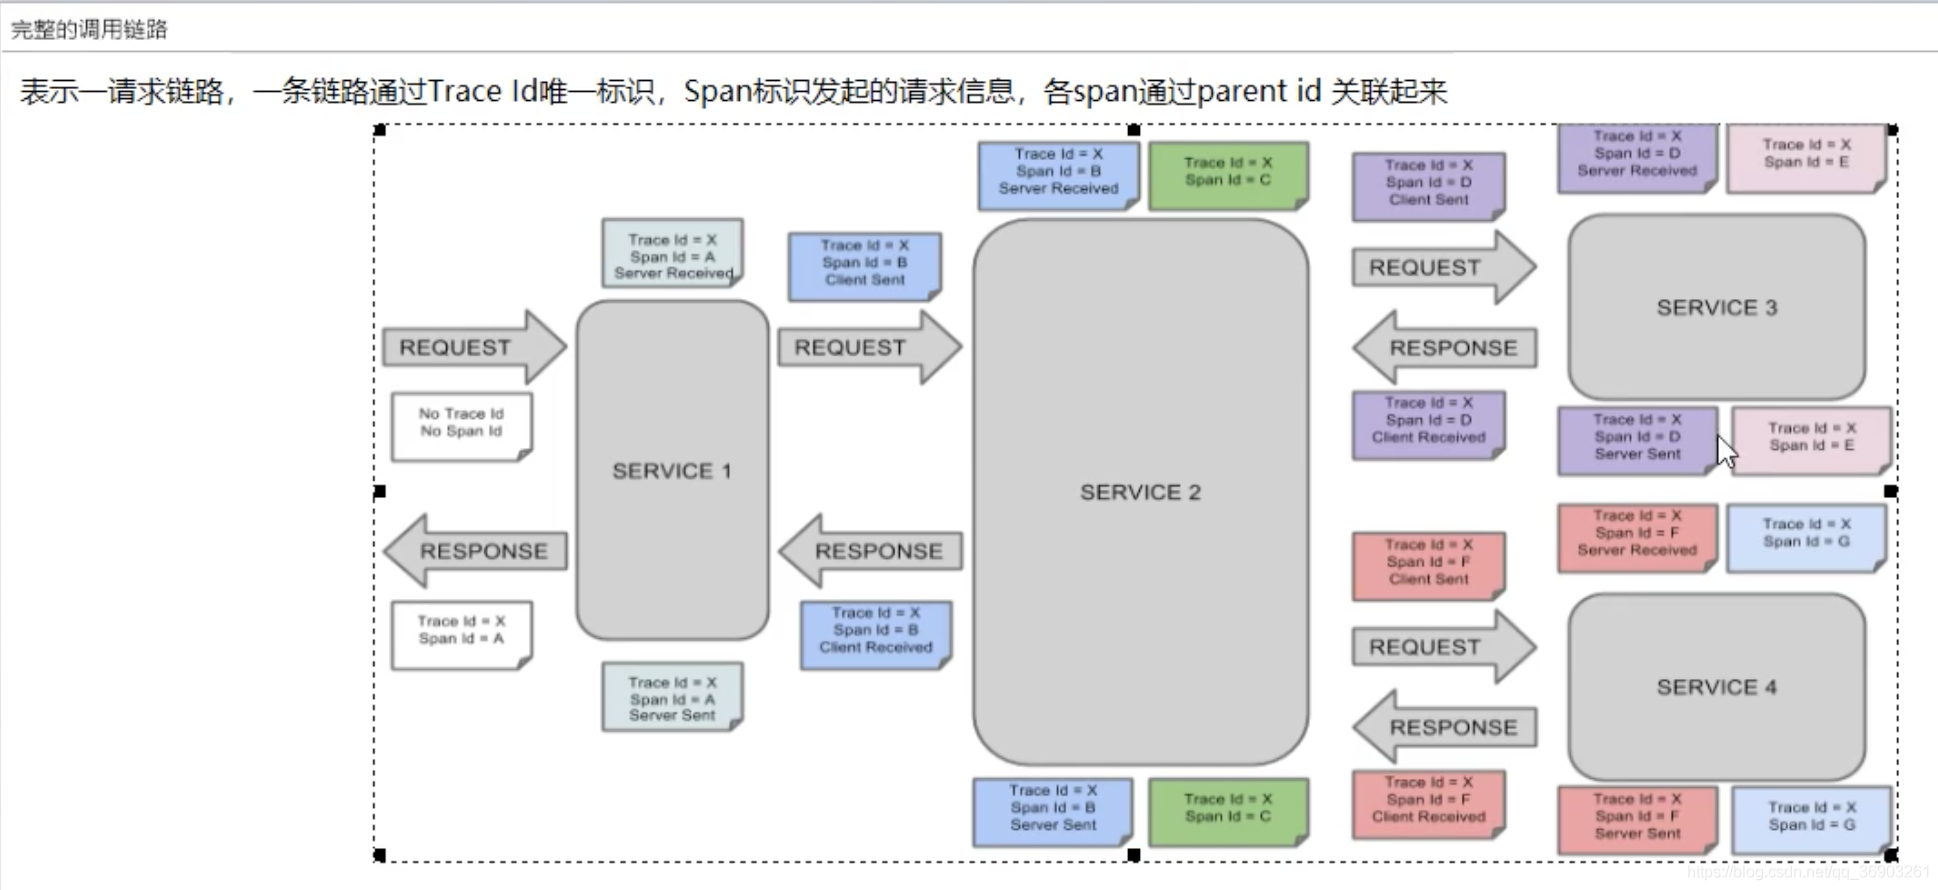 完整的调用链路
表示一请求链路，一条链路通过Trace Id唯一标识，Span标识发起的请求信息，各span通过parent id 关联起来
REQUEST
No Trace Id
No Span Id
RESPONSE
Trace Id = X
Span Id = A
Trace Id = X
Span Id = A
Server Received
SERVICE 1
Trace Id = X
Span Id = A
Server Sent
Trace Id = X
Span Id = B
Client Sent
REQUEST
RESPONSE
Trace Id = X
Span Id = B
Client Received
Trace Id = X
Span Id = B
Server Received
Trace Id = X
Span Id = C
SERVICE 2
Trace Id = X
Span Id = B
Server Sent
Trace Id = X
Span Id = C
Trace Id = X
Span Id = D
Client Sent
REQUEST
RESPONSE
Trace Id = X
Span Id = D
Client Received
Trace Id = X
Span Id = D
Server Received
Trace Id = X
Span Id = E
SERVICE 3
Trace Id = X
Span Id = D
Server Sent
Trace Id = X
Span Id = E
Trace Id = X
Span Id = F
Client Sent
REQUEST
RESPONSE
Trace Id = X
Span Id = F
Client Received
Trace Id = X
Span Id = F
Server Received
Trace Id = X
Span Id = G
SERVICE 4
Trace Id = X
Span Id = F
Server Sent
Trace Id = X
Span Id = G
https://blog.csdn.net/qq_36903261